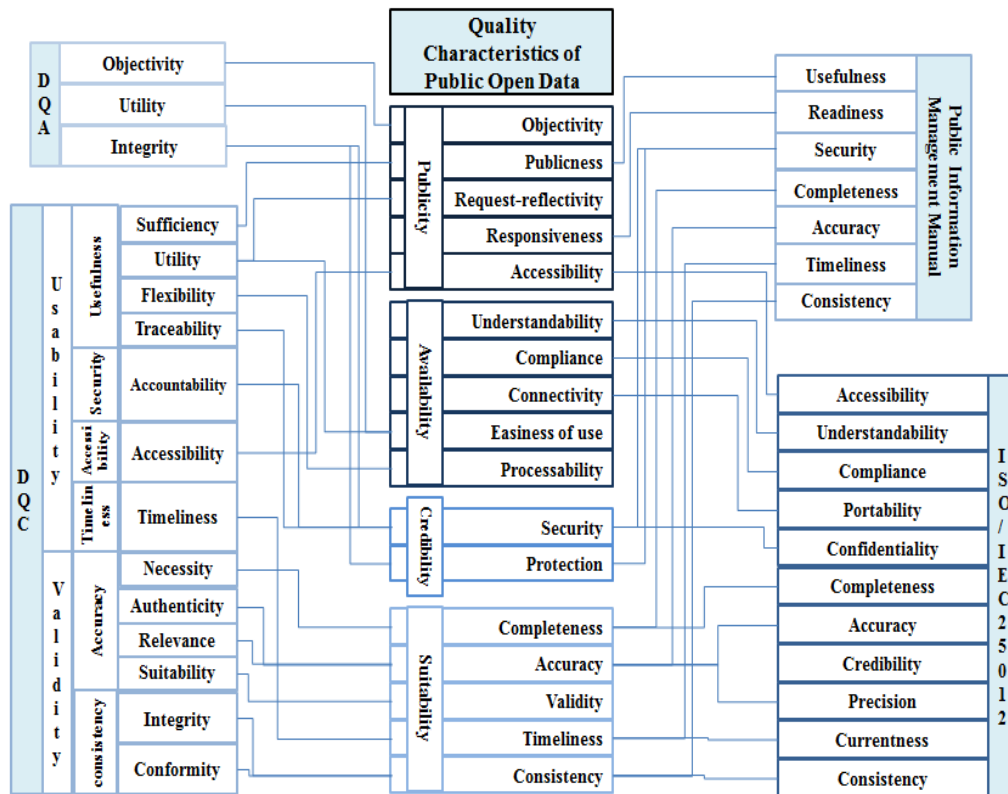 Quality
Characteristics of
Public Open Data
DQA
Objectivity
Utility
Integrity
DQC
Usability
Usefulness
Sufficiency
Utility
Flexibility
Traceability
Security
Accountability
Accessi
bility
Accessibility
Timelin
ess
Timeliness
Validity
Accuracy
Necessity
Authenticity
Relevance
Suitability
consistency
Integrity
Conformity
Publicity
Objectivity
Publicness
Request-reflectivity
Responsiveness
Accessibility
Availability
Understandability
Compliance
Connectivity
Easiness of use
Processability
Credibility
Security
Protection
Suitability
Completeness
Accuracy
Validity
Timeliness
Consistency
Usefulness
Readiness
Security
Completeness
Accuracy
Timeliness
Consistency
Public Information
Management Manual
Accessibility
Understandability
Compliance
Portability
Confidentiality
Completeness
Accuracy
Credibility
Precision
Currentness
Consistency
ISO/IEC25012